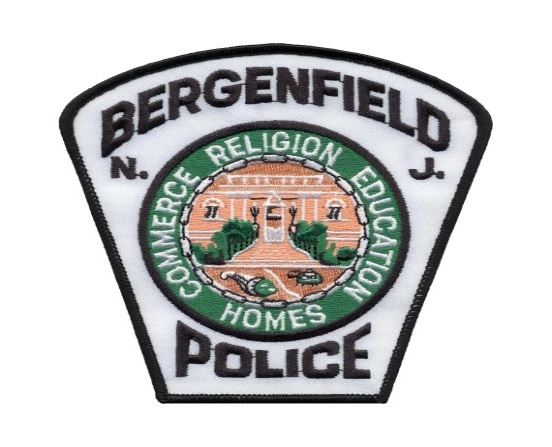 BERGENFIELD
N. J.
COMMERCE RELIGION EDUCATION
HOMES
POLICE